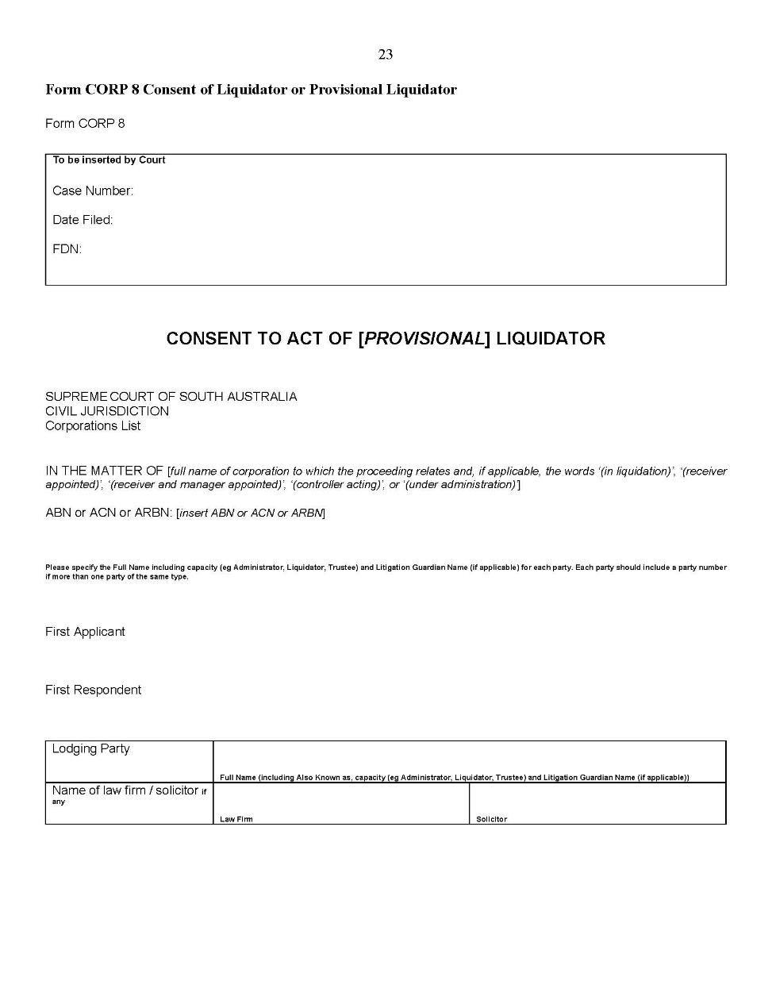 23
Form CORP 8 Consent of Liquidator or Provisional Liquidator
Form CORP 8
To be inserted by Court
Case Number:
Date Filed:
FDN:
CONSENT TO ACT OF [PROVISIONAL] LIQUIDATOR
SUPREME COURT OF SOUTH AUSTRALIA
CIVIL JURISDICTION
Corporations List
IN THE MATTER OF [full name of corporation to which the proceeding relates and, if applicable, the words ‘(in liquidation)’, ‘(receiver
appointed)’, ‘(receiver and manager appointed)’, ‘(controller acting)’, or ‘(under administration)’]
ABN or ACN or ARBN: [insert ABN or ACN or ARBN]
Please specify the Full Name including capacity (eg Administrator, Liquidator, Trustee) and Litigation Guardian Name (if applicable) for each party. Each party should include a party number
if more than one party of the same type.
First Applicant
First Respondent
Lodging Party
Full Name (including Also Known as, capacity (eg Administrator, Liquidator, Trustee) and Litigation Guardian Name (if applicable))
Name of law firm / solicitor if
any
Law Firm
Solicitor